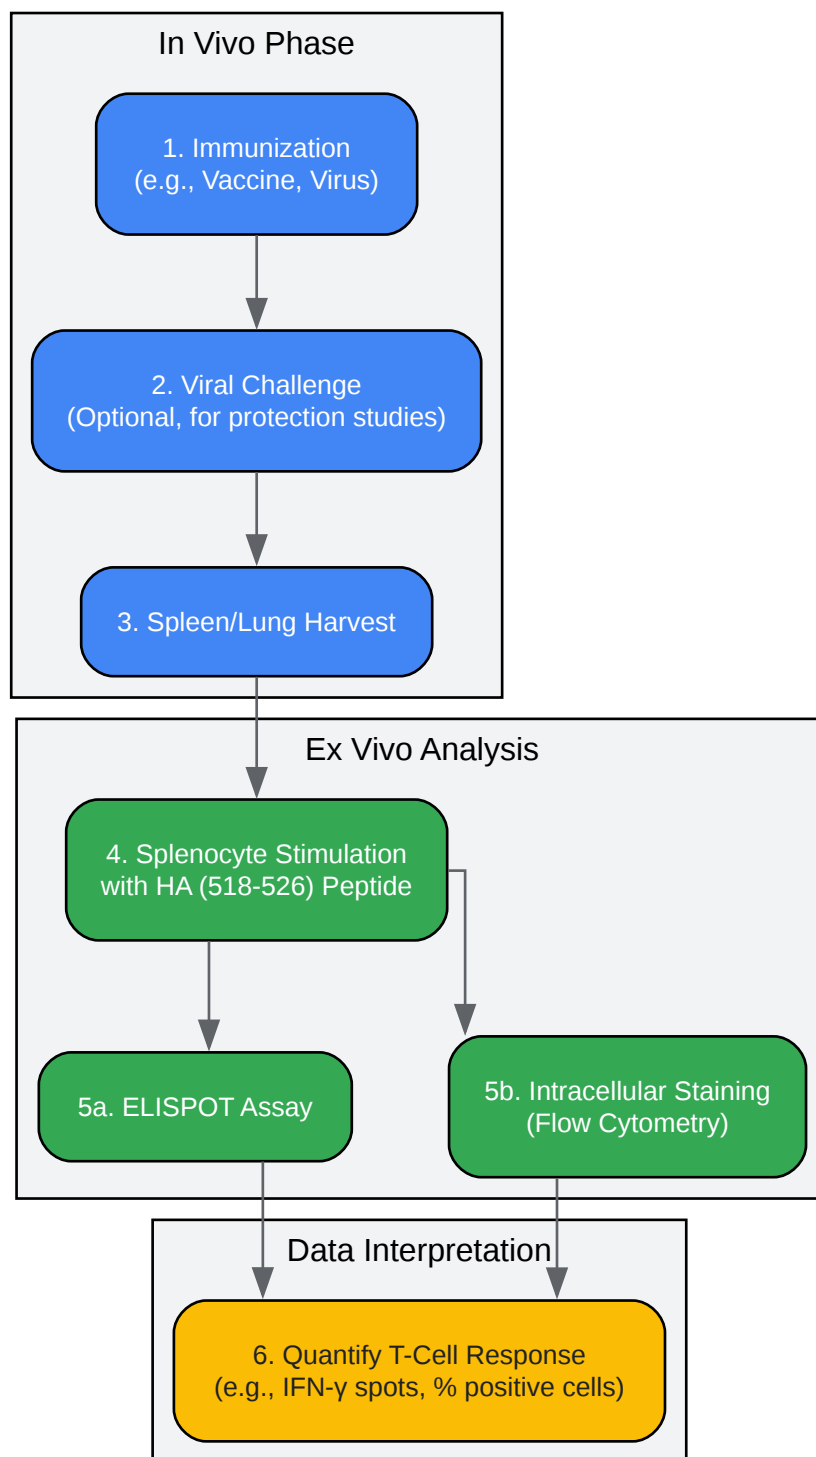 In Vivo Phase
1. Immunization
(e.g., Vaccine, Virus)
2. Viral Challenge
(Optional, for protection studies)
3. Spleen/Lung Harvest
Ex Vivo Analysis
4. Splenocyte Stimulation
with HA (518-526) Peptide
5a. ELISPOT Assay
5b. Intracellular Staining
(Flow Cytometry)
Data Interpretation
6. Quantify T-Cell Response
(e.g., IFN-γ spots, % positive cells)